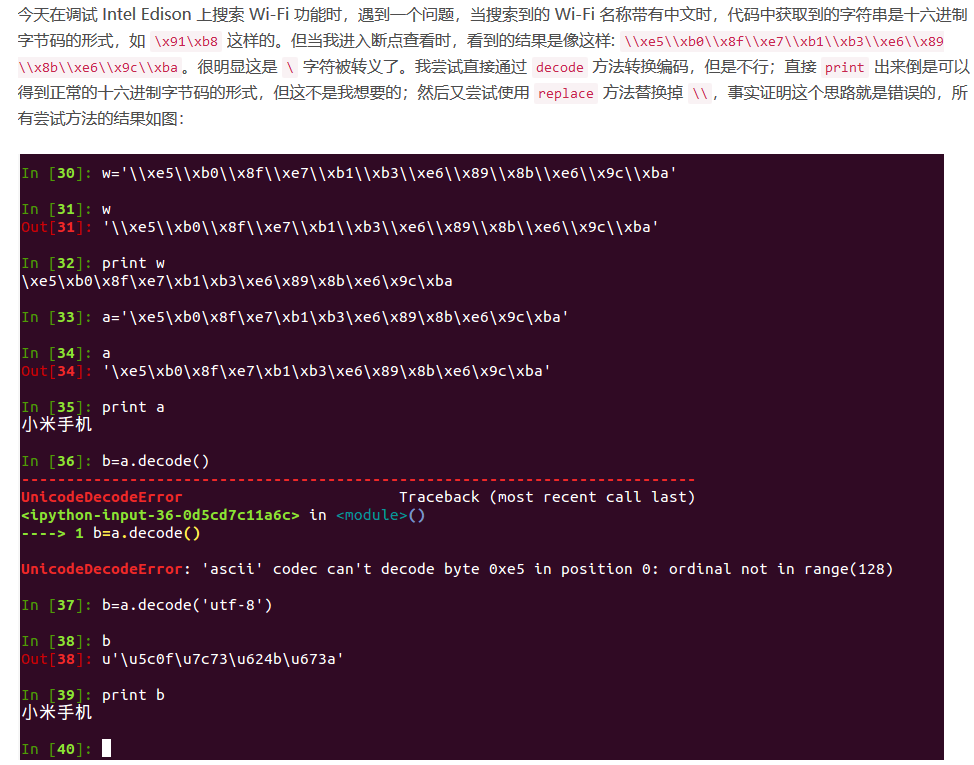 今天在调试 Intel Edison 上搜索 Wi-Fi 功能时，遇到一个问题，当搜索到的 Wi-Fi 名称带有中文时，代码中获取到的字符串是十六进制
字节码的形式，如 \x91\xb8 这样的。但当我进入断点查看时，看到的结果是像这样: \\xe5\\xb0\\x8f\\xe7\\xb1\\xb3\\xe6\\x89
\\x8b\\xe6\\x9c\\xba 。很明显这是 \ 字符被转义了。我尝试直接通过 decode 方法转换编码，但是不行；直接 print 出来倒是可以
得到正常的十六进制字节码的形式，但这不是我想要的；然后又尝试使用 replace 方法替换掉 \\ ，事实证明这个思路就是错误的，所
有尝试方法的结果如图：
In [30]: w='\\xe5\\xb0\\x8f\\xe7\\xb1\\xb3\\xe6\\x89\\x8b\\xe6\\x9c\\xba'
In [31]: w
Out[31]: '\\xe5\\xb0\\x8f\\xe7\\xb1\\xb3\\xe6\\x89\\x8b\\xe6\\x9c\\xba'
In [32]: print w
\xe5\xb0\x8f\xe7\xb1\xb3\xe6\x89\x8b\xe6\x9c\xba
In [33]: a='\xe5\xb0\x8f\xe7\xb1\xb3\xe6\x89\x8b\xe6\x9c\xba'
In [34]: a
Out[34]: '\xe5\xb0\x8f\xe7\xb1\xb3\xe6\x89\x8b\xe6\x9c\xba'
In [35]: print a
小米手机
In [36]: b=a.decode()
---------------------------------------------------------------------------
UnicodeDecodeError                        Traceback (most recent call last)
<ipython-input-36-0d5cd7c11a6c> in <module>()
----> 1 b=a.decode()
UnicodeDecodeError: 'ascii' codec can't decode byte 0xe5 in position 0: ordinal not in range(128)
In [37]: b=a.decode('utf-8')
In [38]: b
Out[38]: u'\u5c0f\u7c73\u624b\u673a'
In [39]: print b
小米手机
In [40]: